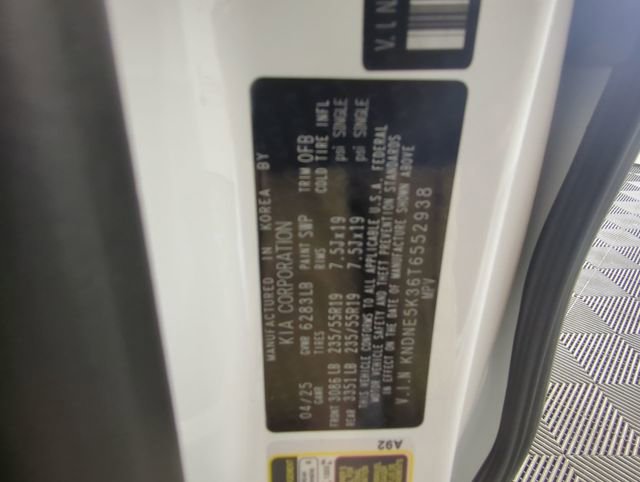 MANUFACTURED IN KOREA BY
KIA CORPORATION
04/25 GVWR 6283LB PAINT SWP TRIM OFB
GAWR TIRES RIMS COLD TIRE INFL
FRONT 3086LB 235/55R19 7.5Jx19 psi SINGLE
REAR 3351LB 235/55R19 7.5Jx19 psi SINGLE
THIS VEHICLE CONFORMS TO ALL APPLICABLE U.S.A. FEDERAL
MOTOR VEHICLE SAFETY AND THEFT PREVENTION STANDARDS
IN EFFECT ON THE DATE OF MANUFACTURE SHOWN ABOVE
V.I.N KNDNE5K36T6552938
MPV
A92
V.I.N